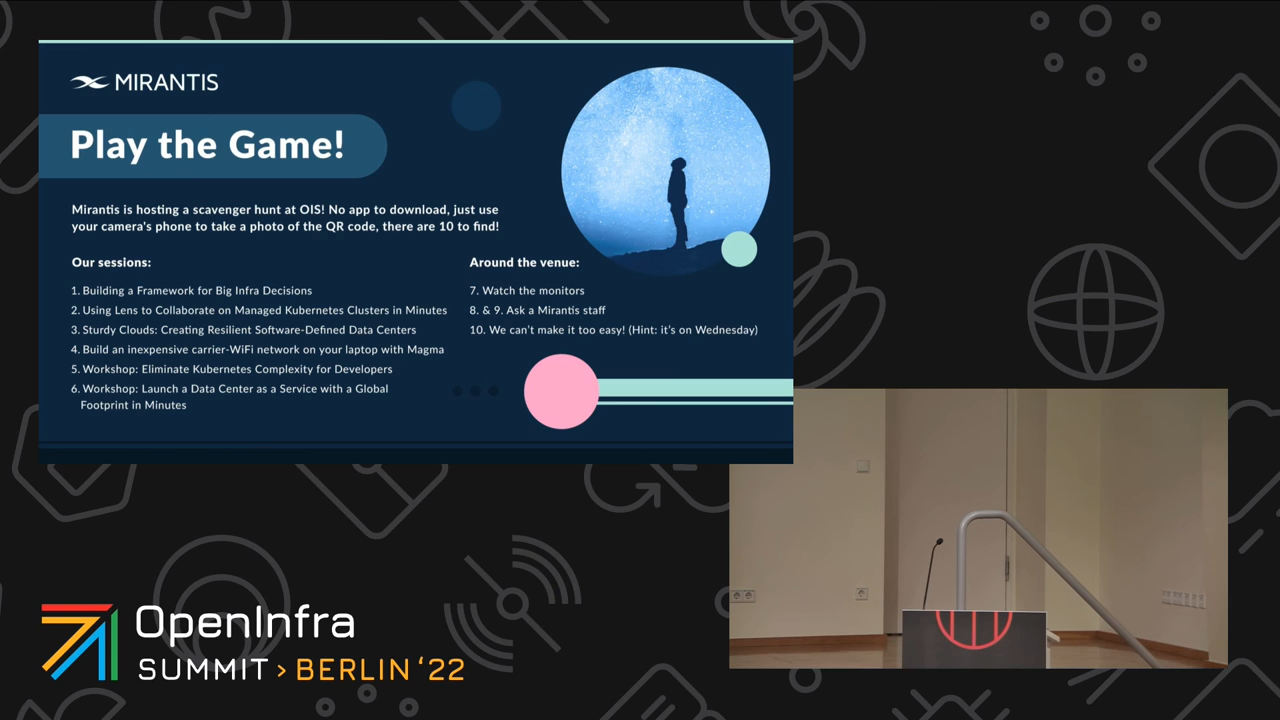 MIRANTIS
Play the Game!
Mirantis is hosting a scavenger hunt at OIS! No app to download, just use
your camera's phone to take a photo of the QR code, there are 10 to find!
Our sessions:
1. Building a Framework for Big Infra Decisions
2. Using Lens to Collaborate on Managed Kubernetes Clusters in Minutes
3. Sturdy Clouds: Creating Resilient Software-Defined Data Centers
4. Build an inexpensive carrier-WiFi network on your laptop with Magma
5. Workshop: Eliminate Kubernetes Complexity for Developers
6. Workshop: Launch a Data Center as a Service with a Global
Footprint in Minutes
Around the venue:
7. Watch the monitors
8. & 9. Ask a Mirantis staff
10. We can't make it too easy! (Hint: it's on Wednesday)
OpenInfra
SUMMIT > BERLIN '22